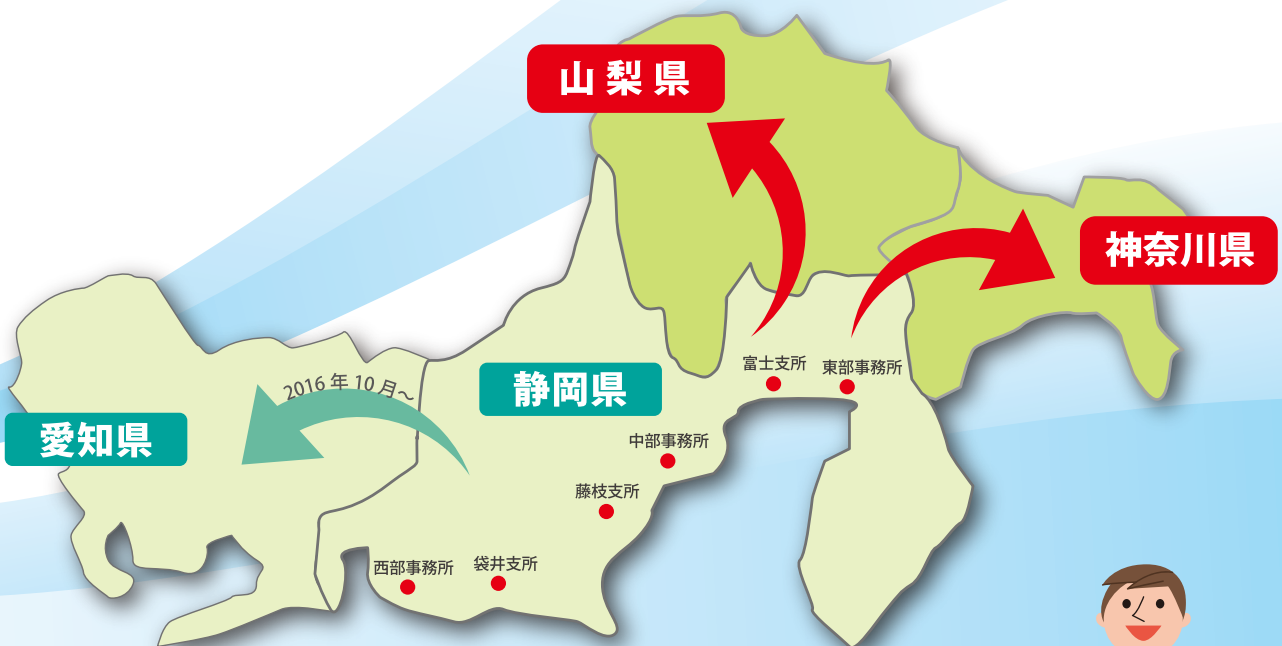 山梨県
神奈川県
富士支所
東部事務所
静岡県
2016年10月～
愛知県
中部事務所
藤枝支所
西部事務所
袋井支所